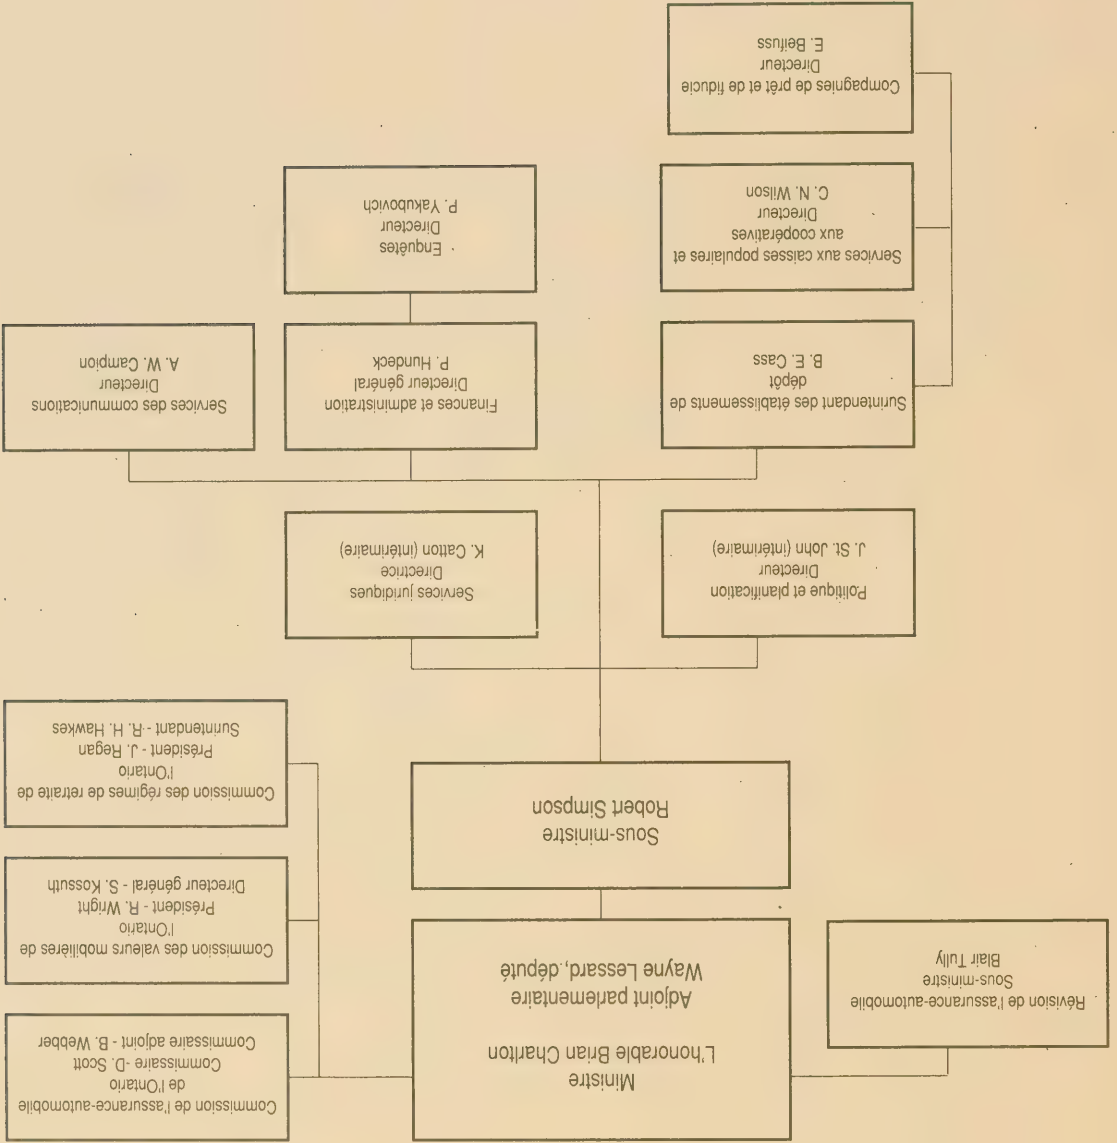 Ministre
L'honorable Brian Charlton
Adjoint parlementaire
Wayne Lessard, député
Révision de l'assurance-automobile
Sous-ministre
Blair Tully
Commission de l'assurance-automobile
de l'Ontario
Commissaire -D. Scott
Commissaire adjoint - B. Webber
Commission des valeurs mobilières de
l'Ontario
Président - R. Wright
Directeur général - S. Kossuth
Commission des régimes de retraite de
l'Ontario
Président - J. Regan
Surintendant - R. H. Hawkes
Sous-ministre
Robert Simpson
Politique et planification
Directeur
J. St. John (intérimaire)
Services juridiques
Directrice
K. Catton (intérimaire)
Surintendant des établissements de
dépôt
B. E. Cass
Finances et administration
Directeur général
P. Hundeck
Services des communications
Directeur
A. W. Campion
Services aux caisses populaires et
aux coopératives
Directeur
C. N. Wilson
Enquêtes
Directeur
P. Yakubovich
Compagnies de prêt et de fiducie
Directeur
E. Beifuss